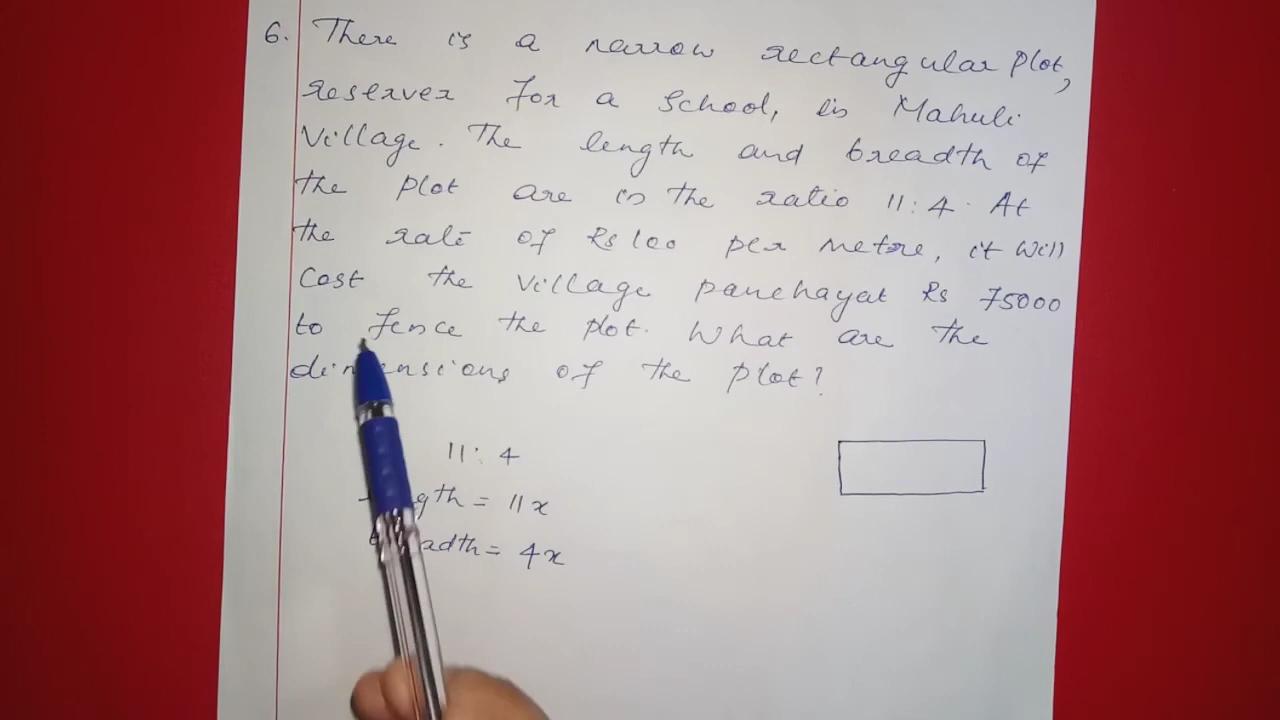 6. There is a narrow rectangular plot,
reserved for a school, in Mahuli
village. The length and breadth of
the plot are in the ratio 11:4. At
the rate of Rs 100 per metre, it will
cost the village panchayat Rs 75000
to fence the plot. What are the
dimensions of the plot?
11:4
= 11x
= 4x